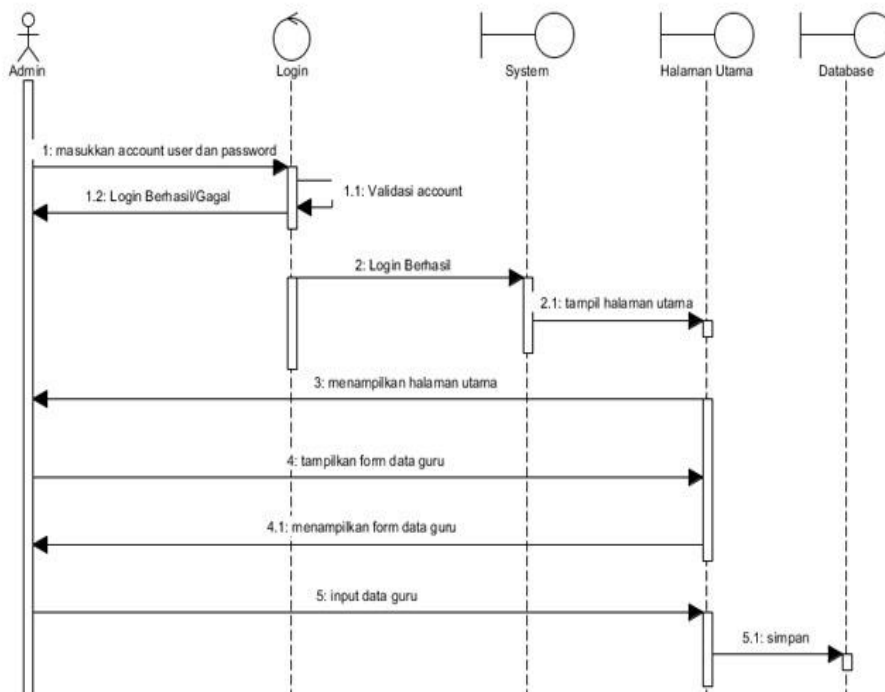 Admin
Login
System
Halaman Utama
Database
1: masukkan account user dan password
1.1: Validasi account
1.2: Login Berhasil/Gagal
2: Login Berhasil
2.1: tampil halaman utama
3: menampilkan halaman utama
4: tampilkan form data guru
4.1: menampilkan form data guru
5: input data guru
5.1: simpan